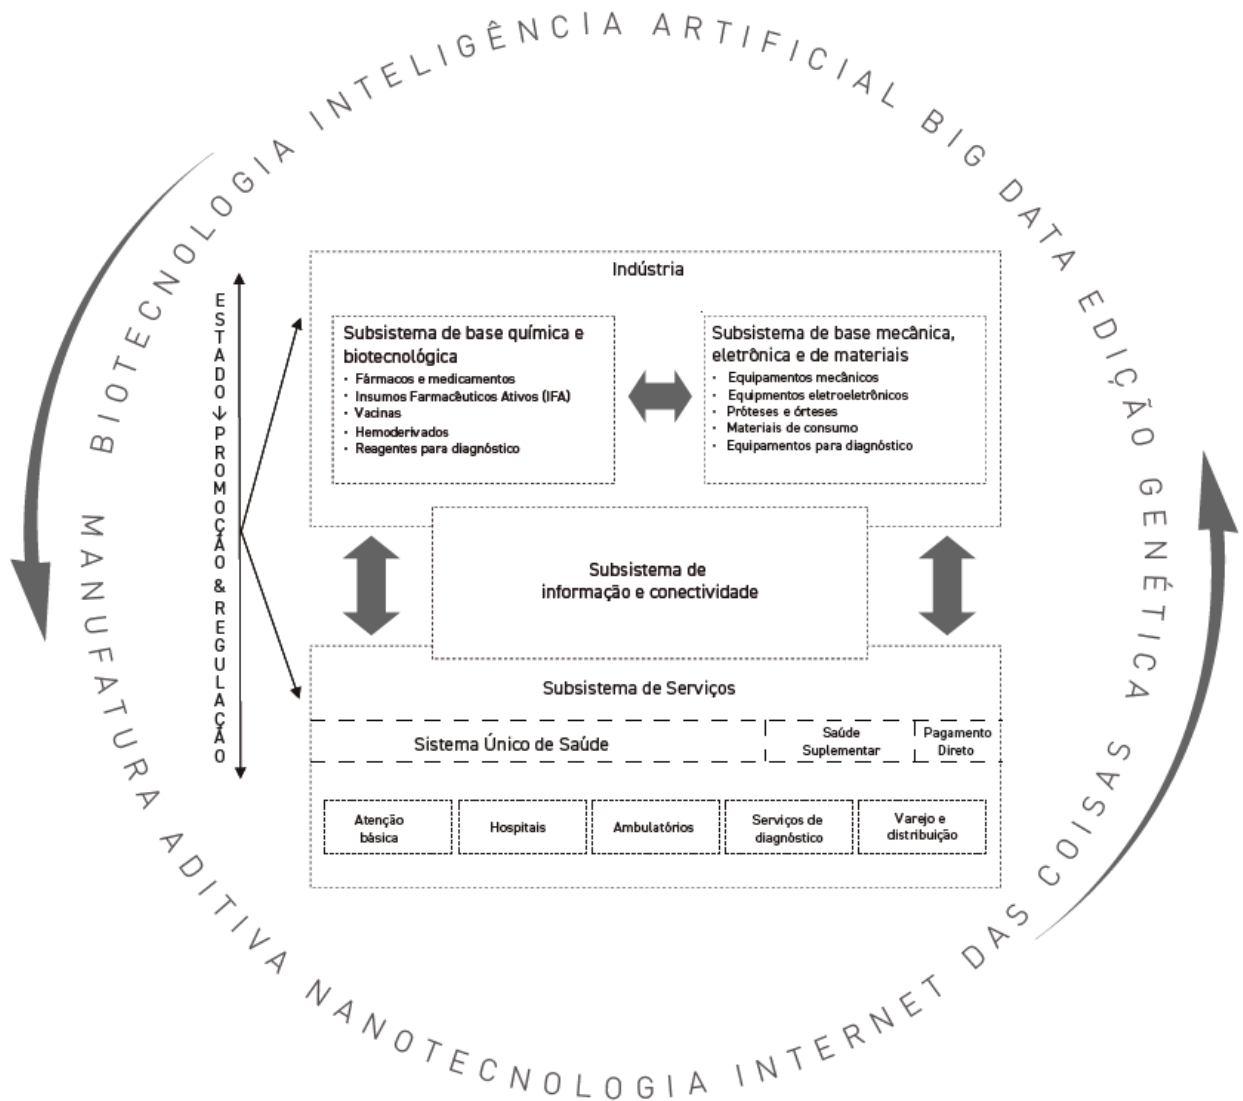 BIOTECNOLOGIA INTELIGÊNCIA ARTIFICIAL BIG DATA EDIÇÃO GENÉTICA
MANUFATURA ADITIVA NANOTECNOLOGIA INTERNET DAS COISAS
ESTADO ↓ PROMOÇÃO & REGULAÇÃO
Indústria
Subsistema de base química e
biotecnológica
· Fármacos e medicamentos
· Insumos Farmacêuticos Ativos (IFA)
· Vacinas
· Hemoderivados
· Reagentes para diagnóstico
Subsistema de base mecânica,
eletrônica e de materiais
· Equipamentos mecânicos
· Equipmentos eletroeletrônicos
· Próteses e órteses
· Materiais de consumo
· Equipamentos para diagnóstico
Subsistema de
informação e conectividade
Subsistema de Serviços
Sistema Único de Saúde
Saúde
Suplementar
Pagamento
Direto
Atenção
básica
Hospitais
Ambulatórios
Serviços de
diagnóstico
Varejo e
distribuição